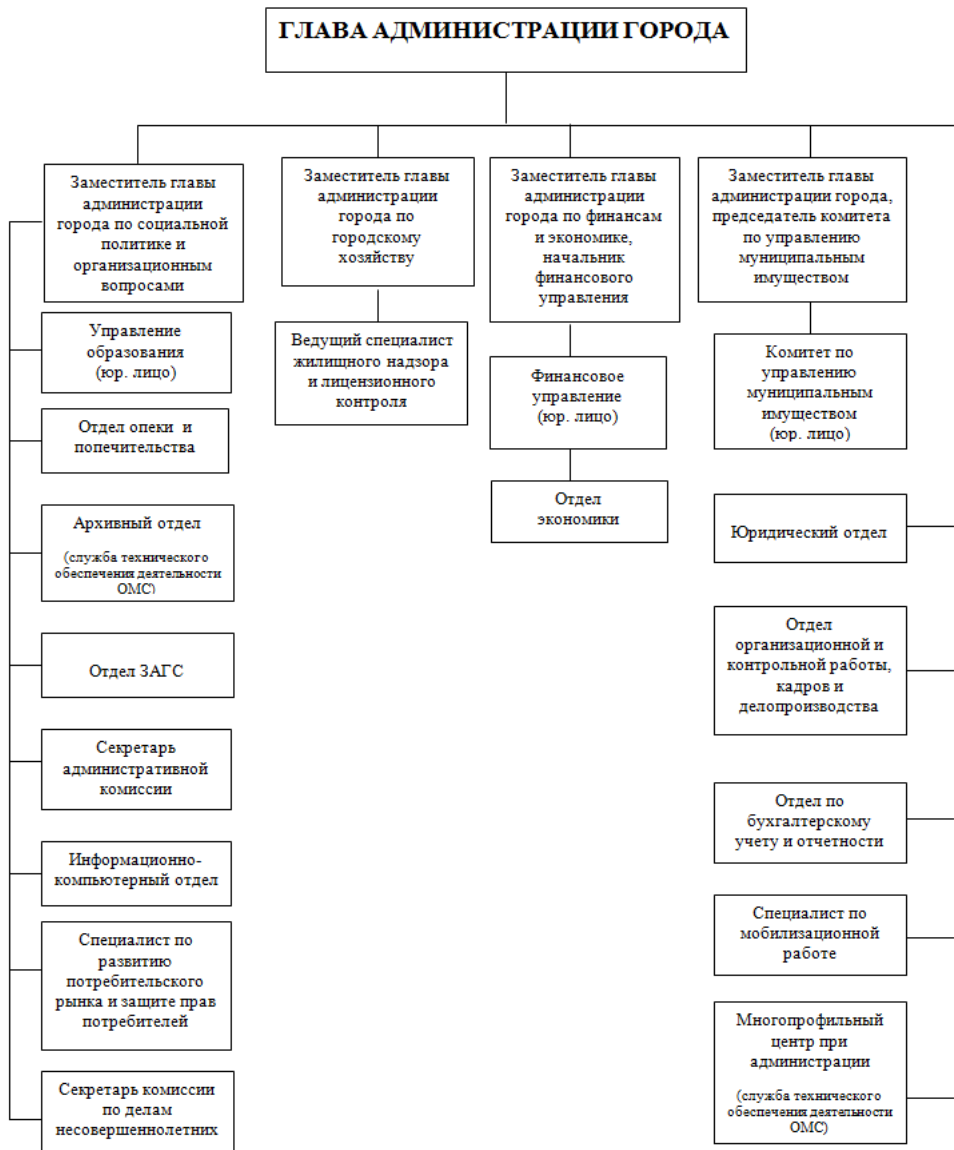 ГЛАВА АДМИНИСТРАЦИИ ГОРОДА
Заместитель главы
администрации
города по социальной
политике и
организационным
вопросами
Управление
образования
(юр. лицо)
Отдел опеки и
попечительства
Архивный отдел
(служба технического
обеспечения деятельности
ОМС)
Отдел ЗАГС
Секретарь
административной
комиссии
Информационно-
компьютерный отдел
Специалист по
развитию
потребительского
рынка и защите прав
потребителей
Секретарь комиссии
по делам
несовершеннолетних
Заместитель главы
администрации
города по
городскому
хозяйству
Ведущий специалист
жилищного надзора
и лицензионного
контроля
Заместитель главы
администрации
города по финансам
и экономике,
начальник
финансового
управления
Финансовое
управление
(юр. лицо)
Отдел
экономики
Заместитель главы
администрации города,
председатель комитета
по управлению
муниципальным
имуществом
Комитет по
управлению
муниципальным
имуществом
(юр. лицо)
Юридический отдел
Отдел
организационной и
контрольной работы,
кадров и
делопроизводства
Отдел по
бухгалтерскому
учету и отчетности
Специалист по
мобилизационной
работе
Многопрофильный
центр при
администрации
(служба технического
обеспечения деятельности
ОМС)